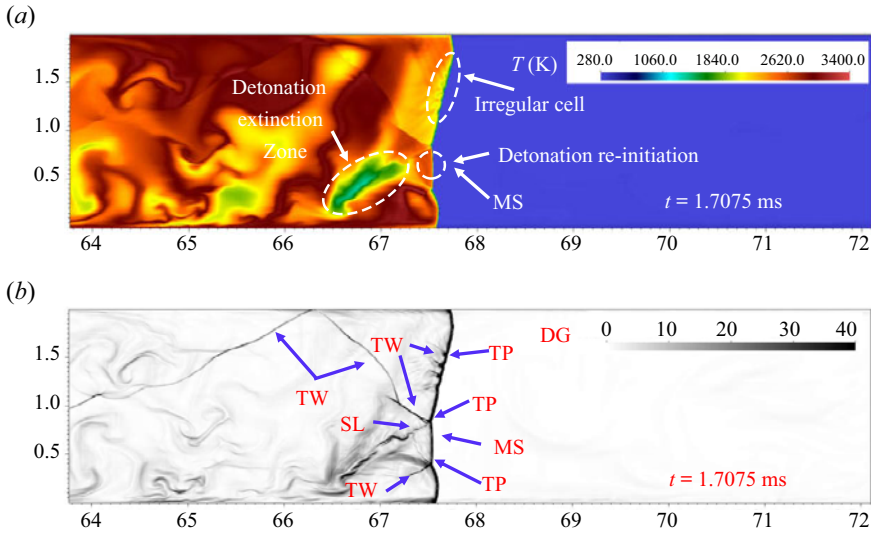 (a)
T (K)
280.0 1060.0 1840.0 2620.0 3400.0
1.5
1.0
0.5
Detonation
extinction
Zone
Irregular cell
Detonation re-initiation
MS
t = 1.7075 ms
64 65 66 67 68 69 70 71 72
(b)
DG 0 10 20 30 40
1.5
1.0
0.5
TW
TP
TW
TP
SL
MS
TW
TP
t = 1.7075 ms
64 65 66 67 68 69 70 71 72